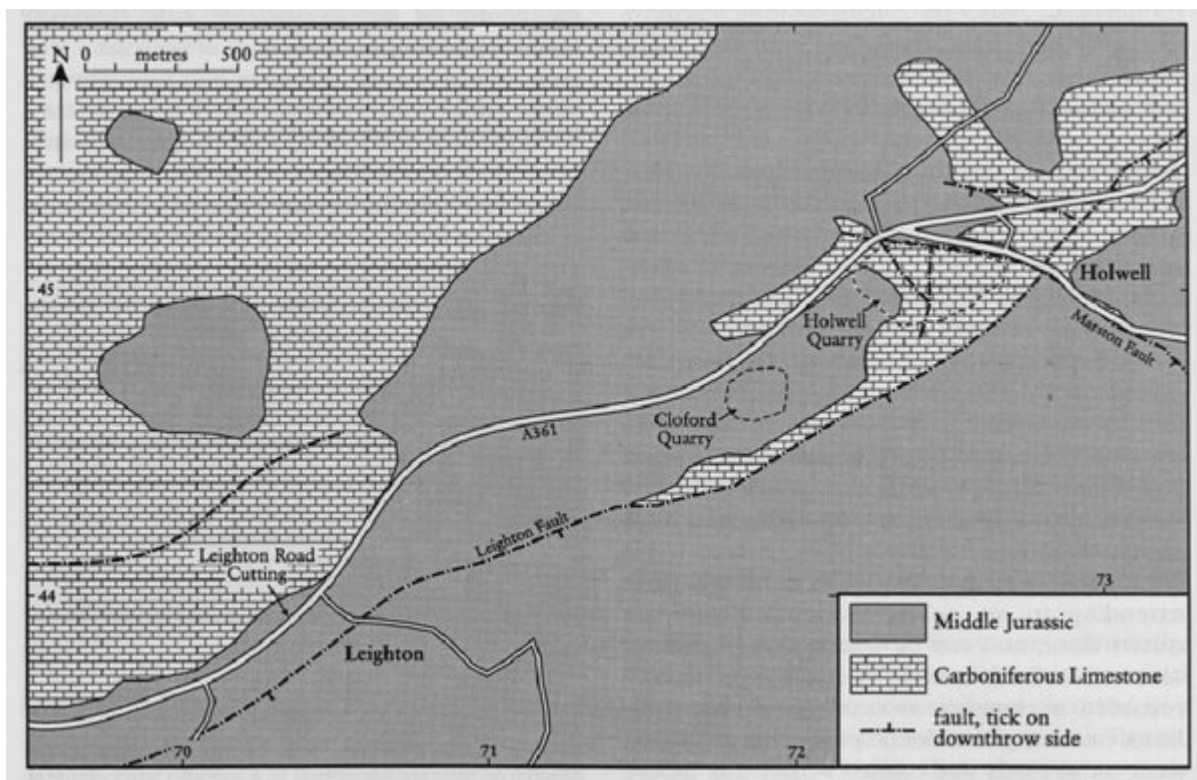 N
0 metres 500
45
Holwell
Holwell
Quarry
Marston Fault
Cloford
Quarry
A361
Leighton Fault
Leighton Road
Cutting
44
73
Leighton
Middle Jurassic
Carboniferous Limestone
fault, tick on
downthrow side
70
71
72